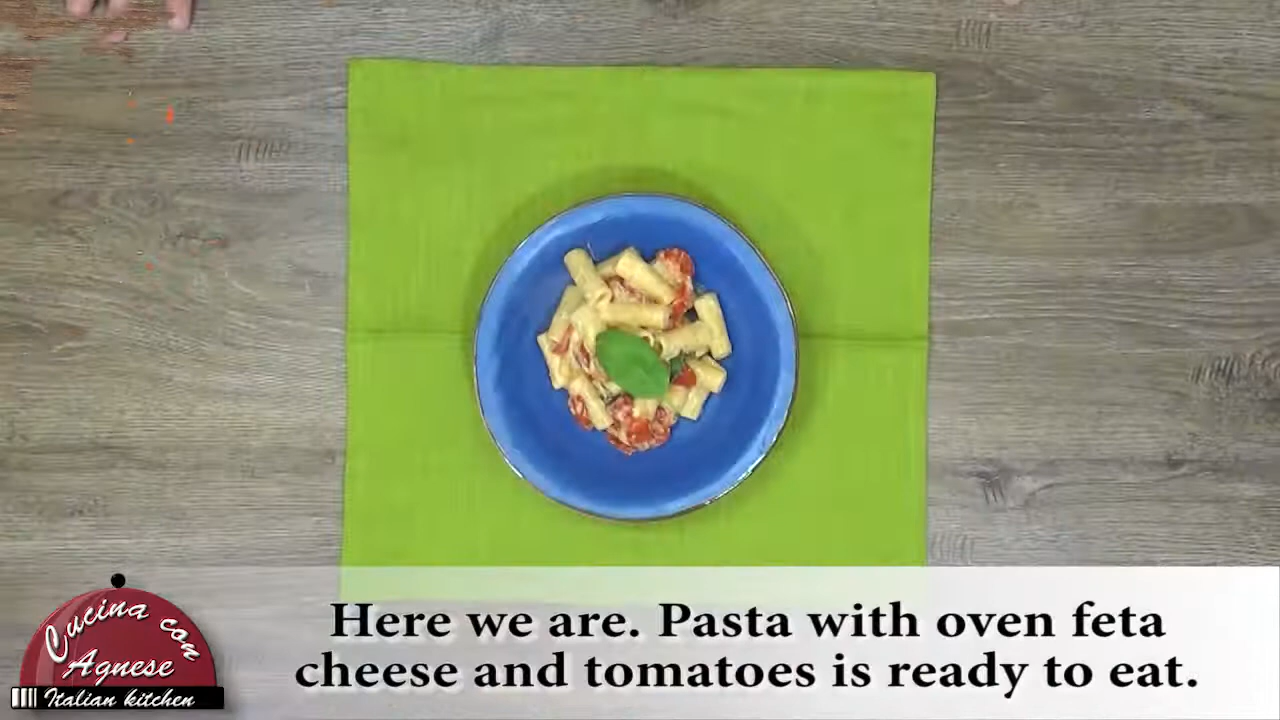 Here we are. Pasta with oven feta
cheese and tomatoes is ready to eat.
Cucina con
Agnese
Italian kitchen